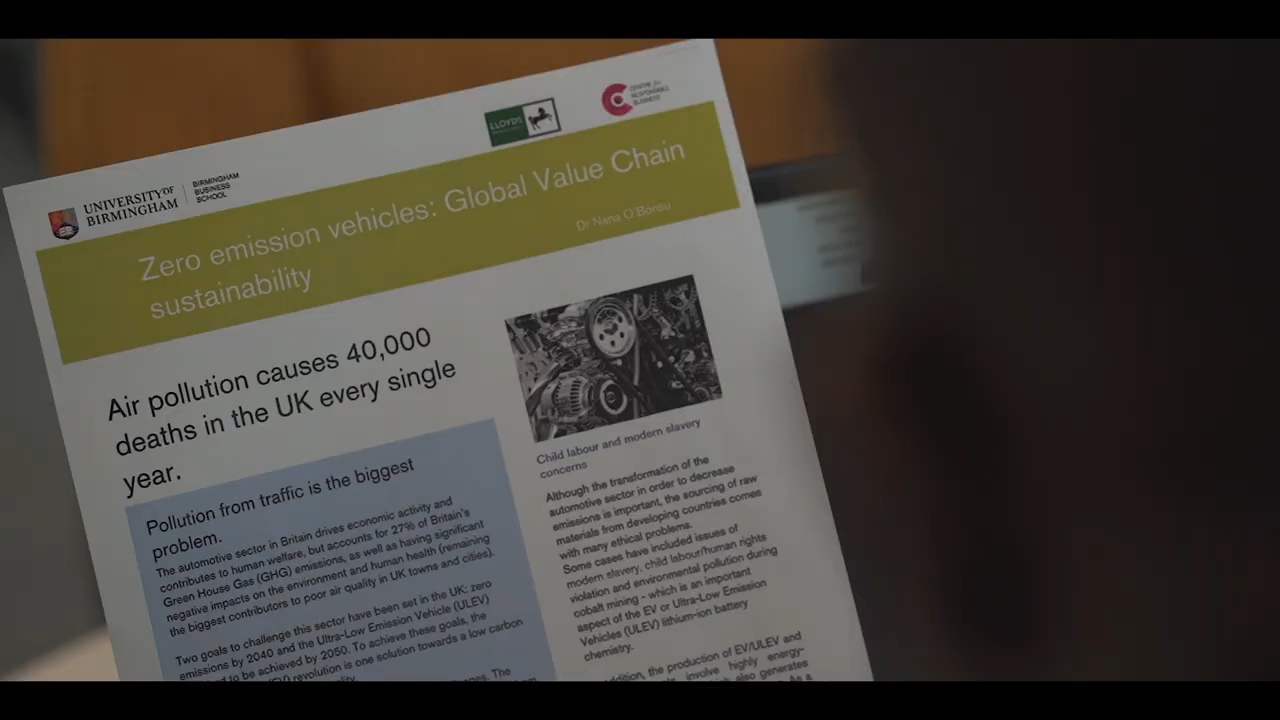 UNIVERSITY OF
BIRMINGHAM
BIRMINGHAM
BUSINESS
SCHOOL
LLOYDS
CENTRE for
RESPONSIBLE
BUSINESS
Zero emission vehicles: Global Value Chain
sustainability
Dr Nana O'Bonsu
Air pollution causes 40,000
deaths in the UK every single
year.
Pollution from traffic is the biggest
problem.
The automotive sector in Britain drives economic activity and
contributes to human welfare, but accounts for 27% of Britain's
Green House Gas (GHG) emissions, as well as having significant
negative impacts on the environment and human health (remaining
the biggest contributors to poor air quality in UK towns and cities).
Two goals to challenge this sector have been set in the UK: zero
emissions by 2040 and the Ultra-Low Emission Vehicle (ULEV)
to be achieved by 2050. To achieve these goals, the
revolution is one solution towards a low carbon
The
Child labour and modern slavery
concerns
Although the transformation of the
automotive sector in order to decrease
emissions is important, the sourcing of raw
materials from developing countries comes
with many ethical problems.
Some cases have included issues of
modern slavery, child labour/human rights
violation and environmental pollution during
cobalt mining - which is an important
aspect of the EV or Ultra-Low Emission
Vehicles (ULEV) lithium-ion battery
chemistry.
the production of EV/ULEV and
involve highly energy-
also generates
As a